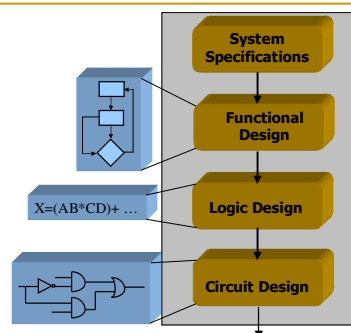 System
Specifications
Functional
Design
X=(AB*CD)+ …
Logic Design
Circuit Design